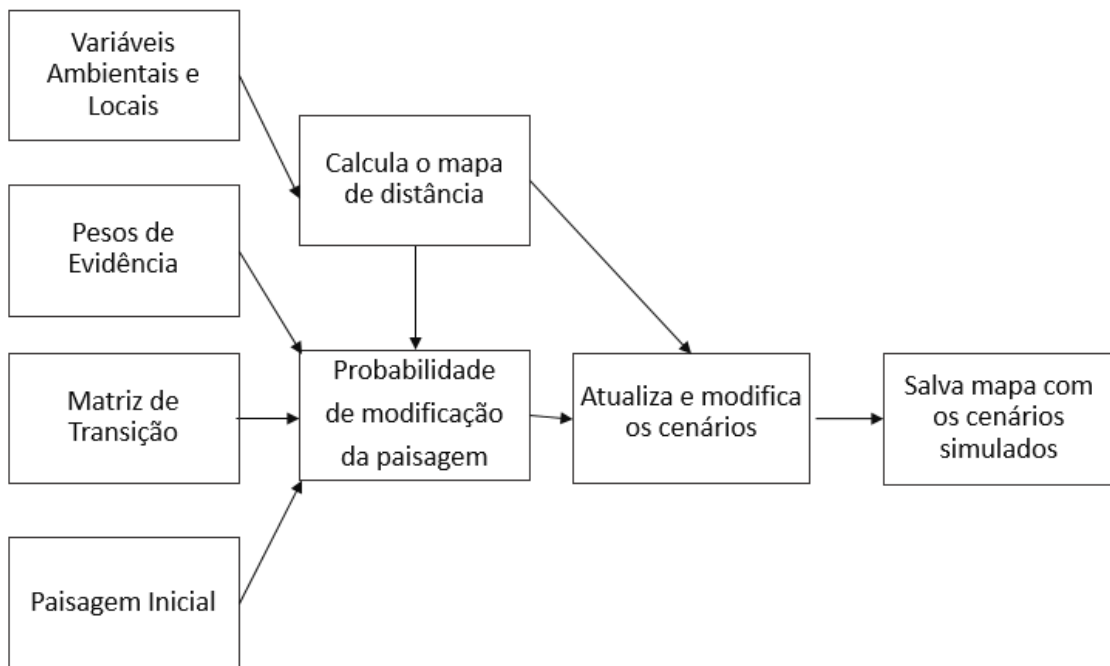 Variáveis
Ambientais e
Locais
Calcula o mapa
de distância
Pesos de
Evidência
Matriz de
Transição
Probabilidade
de modificação
da paisagem
Atualiza e modifica
os cenários
Salva mapa com
os cenários
simulados
Paisagem Inicial